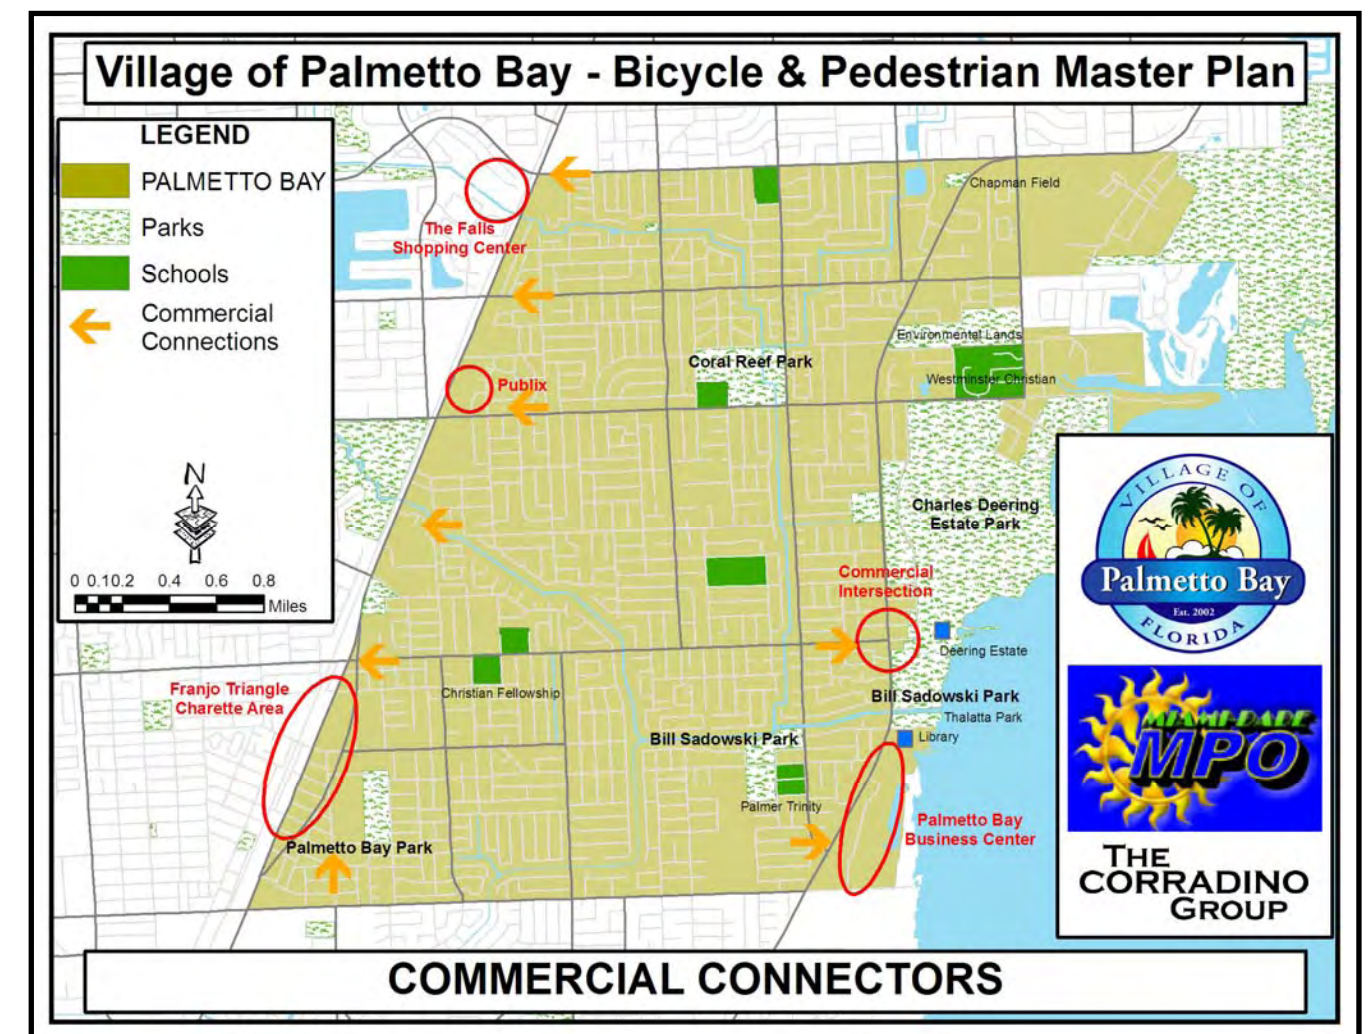 Village of Palmetto Bay - Bicycle & Pedestrian Master Plan
LEGEND
PALMETTO BAY
Parks
Schools
Commercial
Connections
N
0 0.10.2 0.4 0.6 0.8
Miles
The Falls
Shopping Center
Chapman Field
Publix
Coral Reef Park
Environmental Lands
Westminster Christian
Charles Deering
Estate Park
Commercial
Intersection
Deering Estate
Franjo Triangle
Charette Area
Christian Fellowship
Bill Sadowski Park
Thalatta Park
Bill Sadowski Park
Library
Palmer Trinity
Palmetto Bay
Business Center
Palmetto Bay Park
VILLAGE OF
Palmetto Bay
Est. 2002
FLORIDA
MIAMI-DADE
MPO
THE
CORRADINO
GROUP
COMMERCIAL CONNECTORS